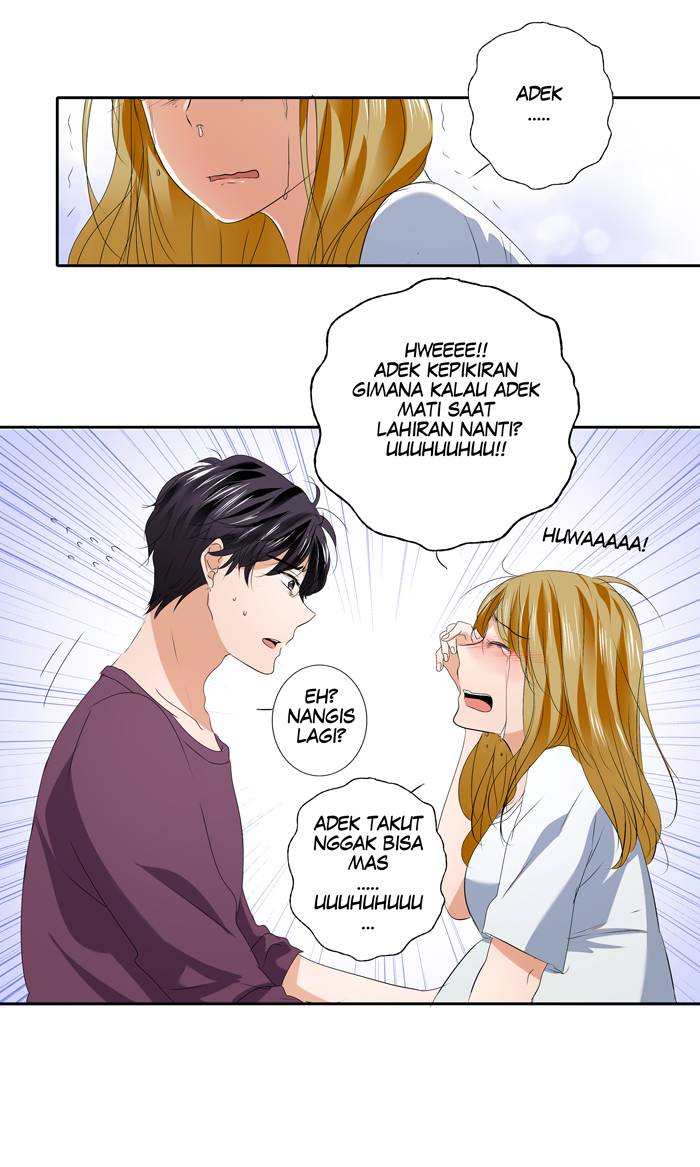 ADEK
.....
HWEEEE!!
ADEK KEPIKIRAN
GIMANA KALAU ADEK
MATI SAAT
LAHIRAN NANTI?
UUUHUUHUU!!
HUWAAAAA!
EH?
NANGIS
LAGI?
ADEK TAKUT
NGGAK BISA
MAS
.....
UUUHUHUUU
...